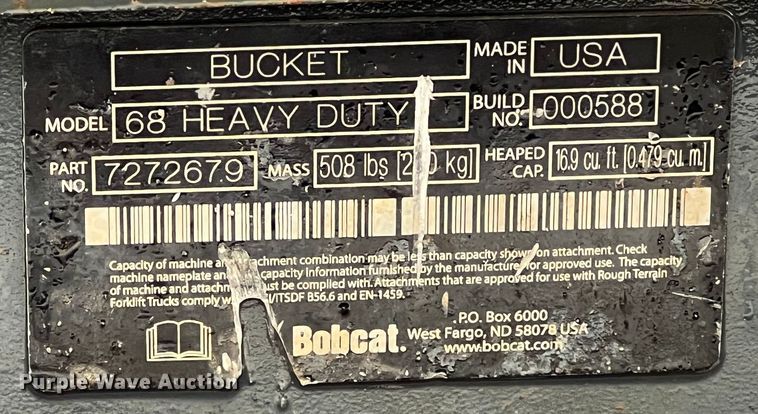 BUCKET
MADE IN USA
MODEL 68 HEAVY DUTY
BUILD NO. 000588
PART NO. 7272679
MASS 508 lbs kg]
HEAPED CAP. 16.9 cu. ft. [0.479 cu. m]
Capacity of machine and attachment combination may be less than capacity shown on attachment. Check
machine nameplate and capacity information furnished by the manufacturer for approved use. The capacity
of machine and attachment must be complied with. Attachments that are approved for use with Rough Terrain
Forklift Trucks comply /ITSDF B56.6 and EN-1459.
Bobcat.
P.O. Box 6000
West Fargo, ND 58078 USA
www.bobcat.com
Purple Wave Auction